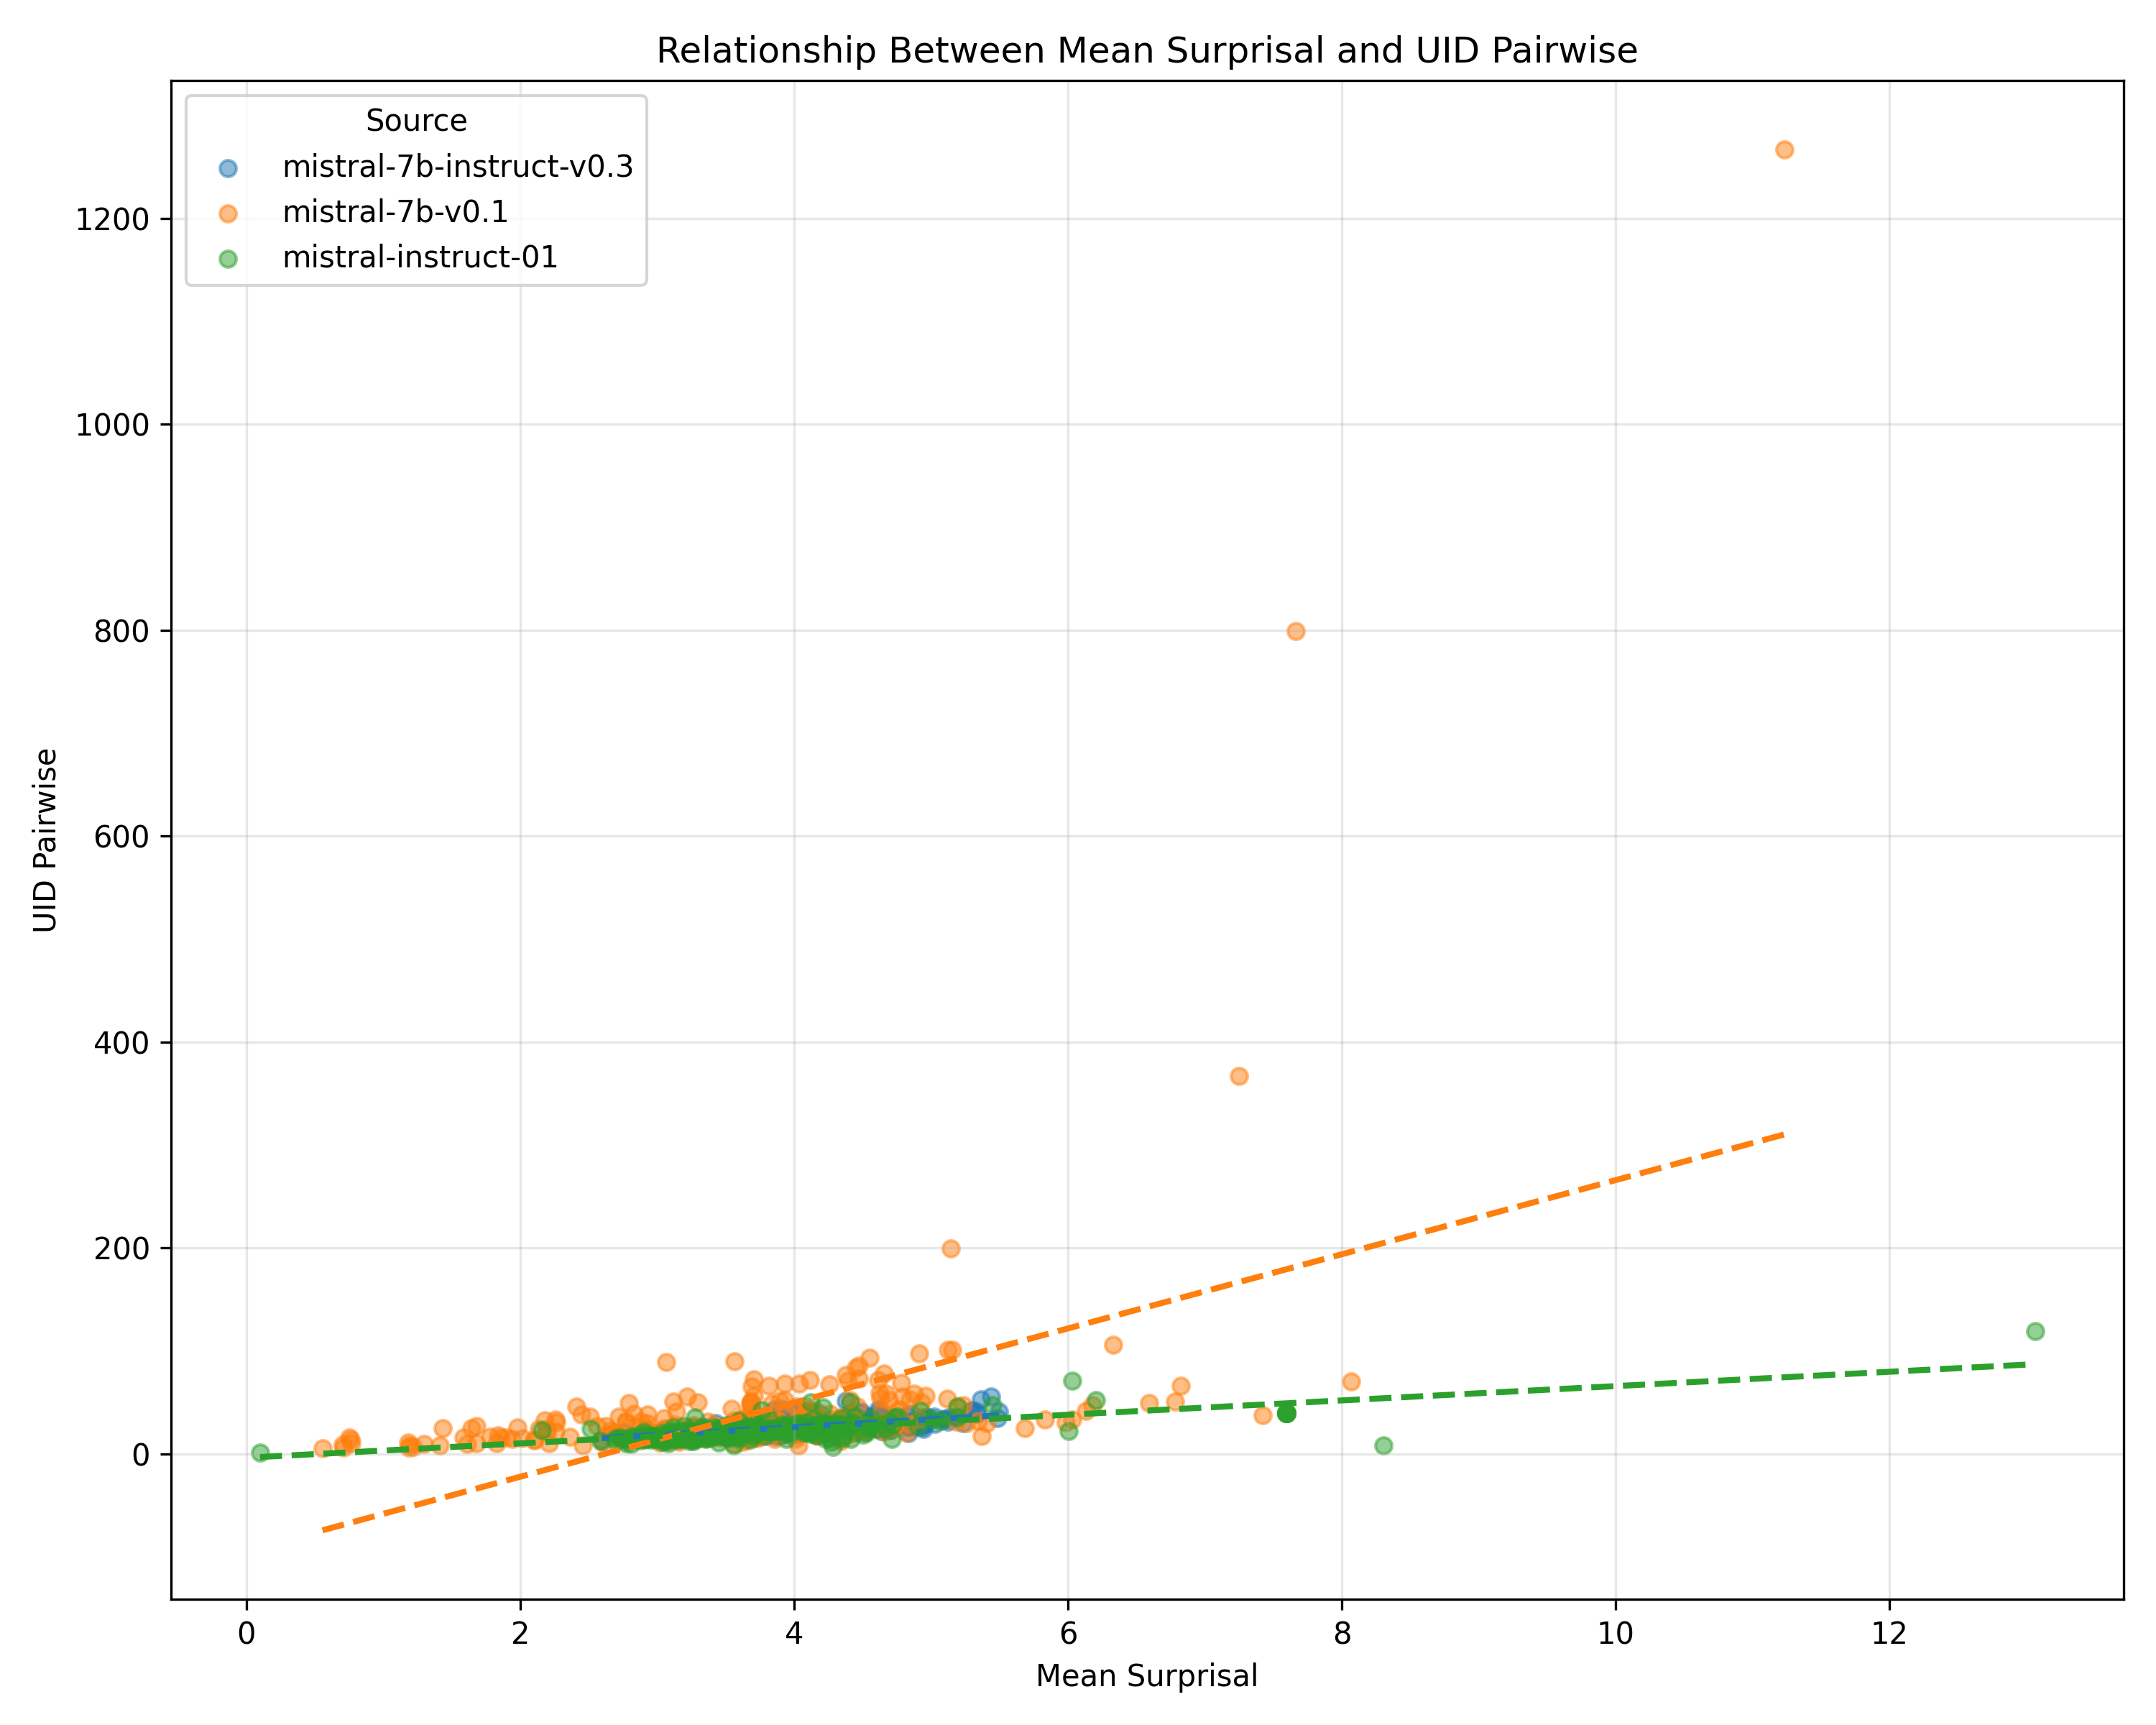 Relationship Between Mean Surprisal and UID Pairwise
Source
mistral-7b-instruct-v0.3
mistral-7b-v0.1
mistral-instruct-01
1200
1000
800
600
400
200
0
UID Pairwise
0 2 4 6 8 10 12
Mean Surprisal